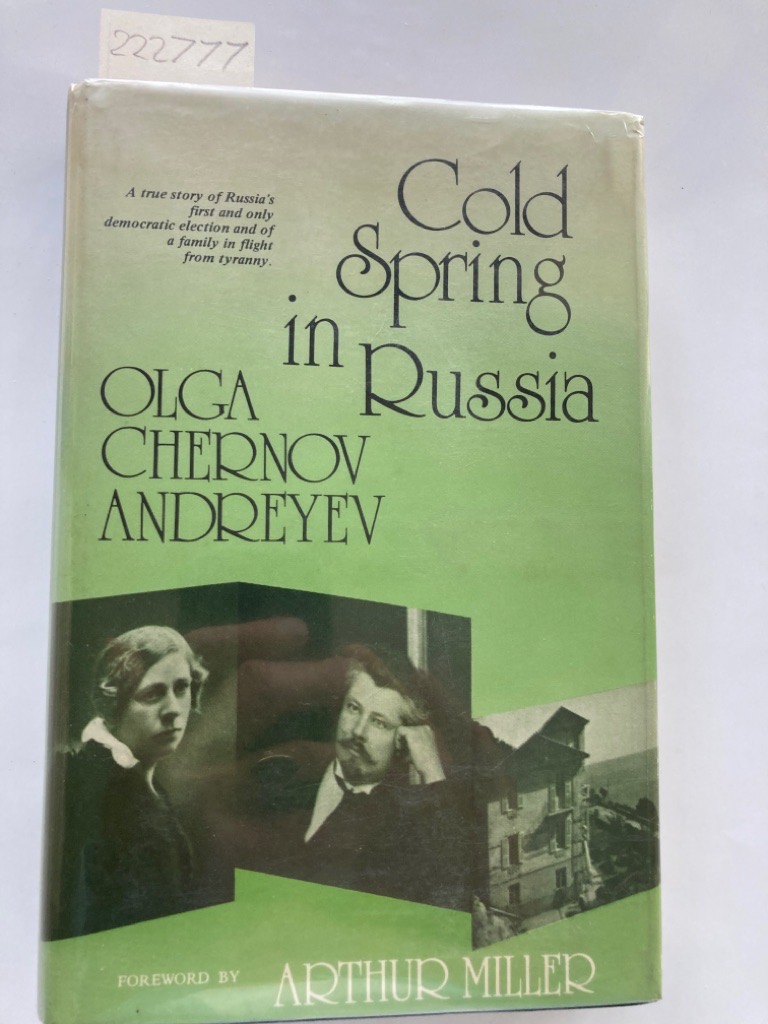 222777
A true story of Russia's
first and only
democratic election and of
a family in flight
from tyranny.
Cold
Spring
in
Russia
OLGA
CHERNOV
ANDREYEV
FOREWORD BY ARTHUR MILLER